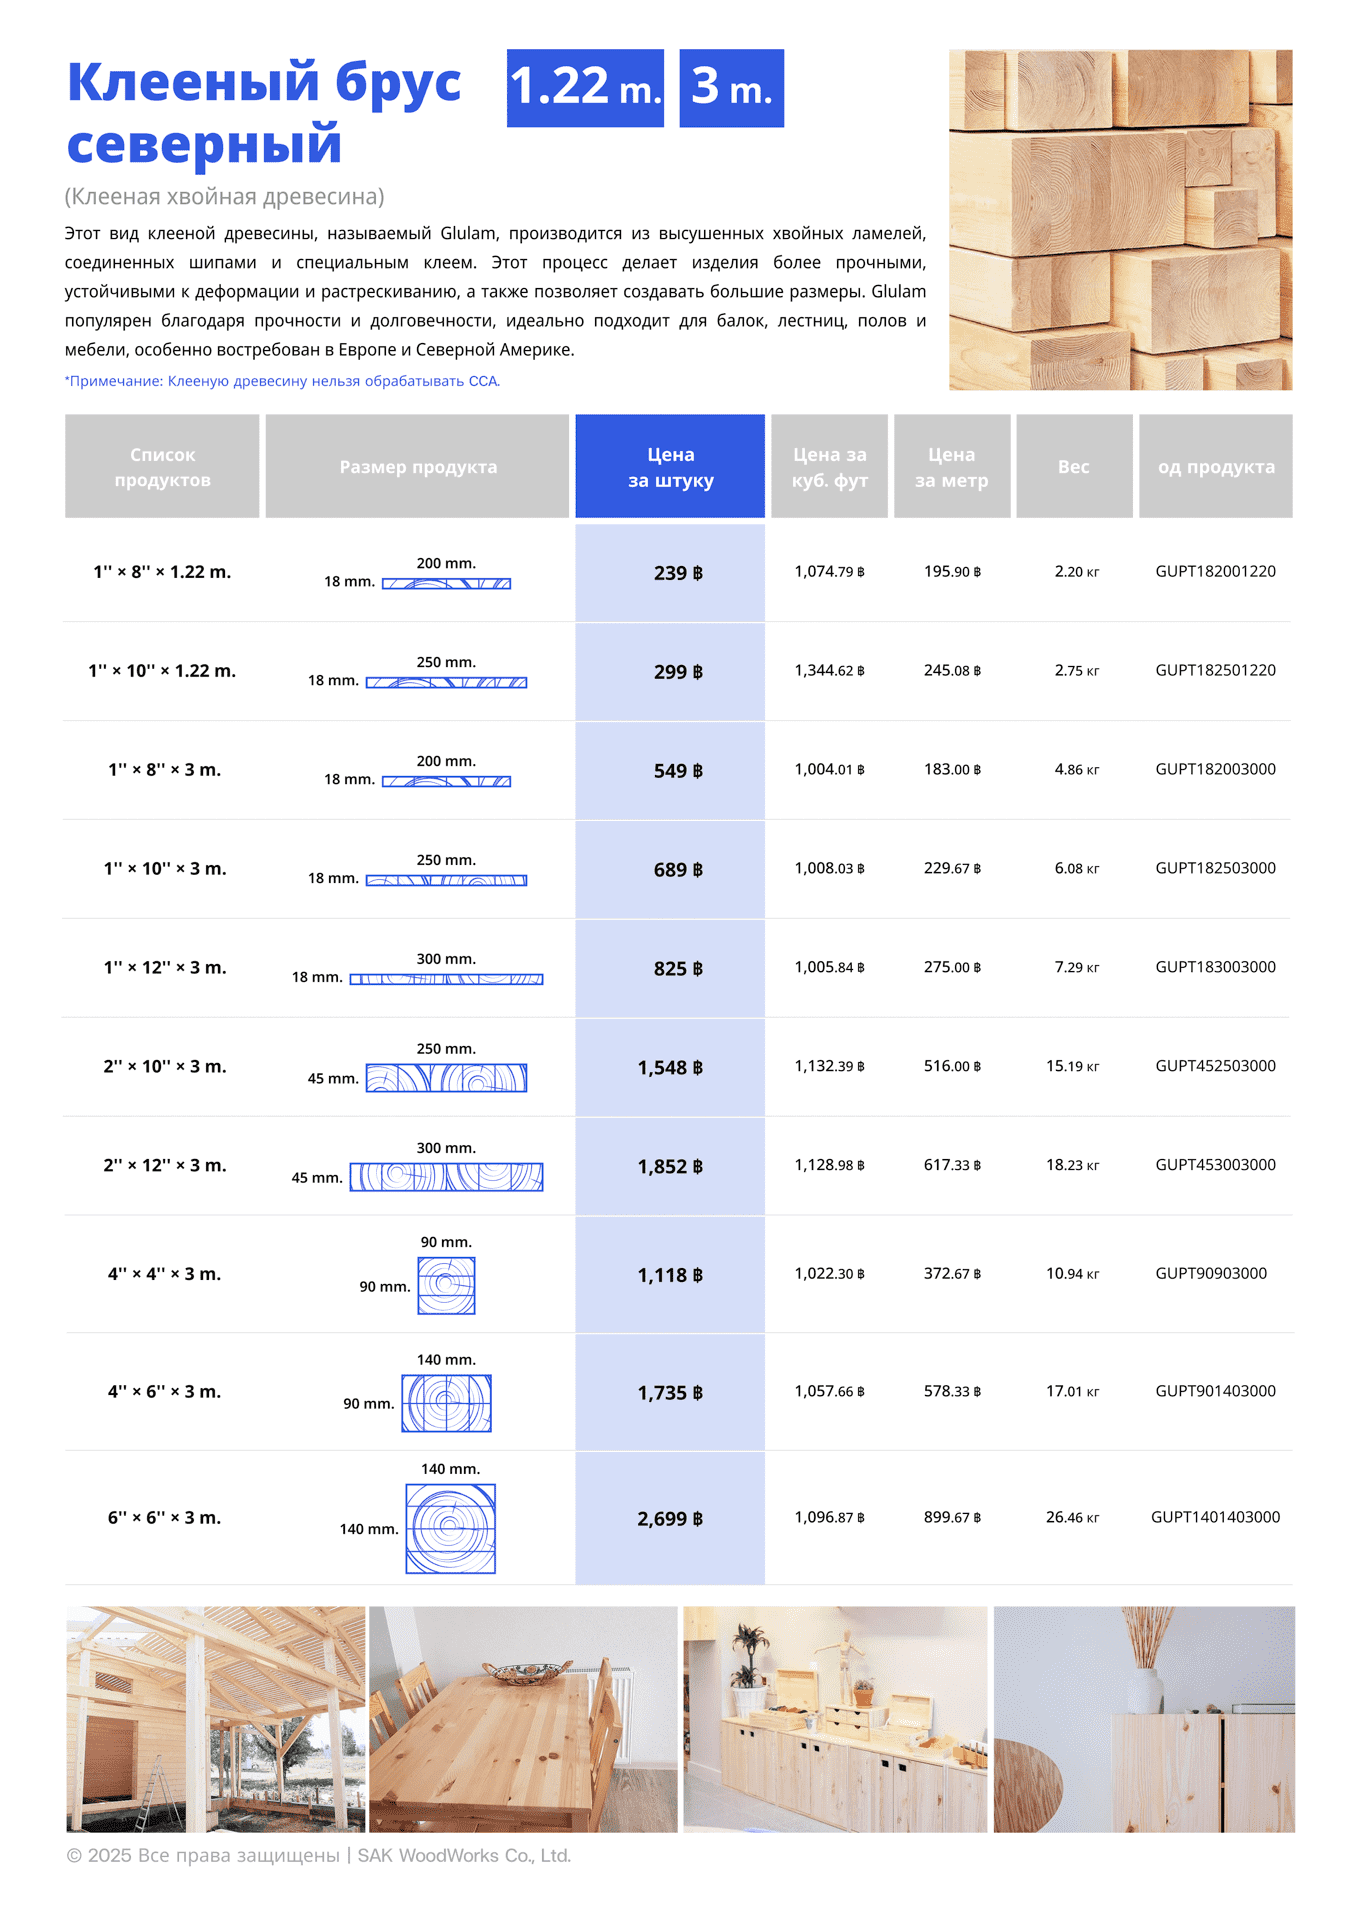 Клееный брус
северный
1.22 m.
3 m.
(Клееная хвойная древесина)
Этот вид клееной древесины, называемый Glulam, производится из высушенных хвойных ламелей,
соединенных шипами и специальным клеем. Этот процесс делает изделия более прочными,
устойчивыми к деформации и растрескиванию, а также позволяет создавать большие размеры. Glulam
популярен благодаря прочности и долговечности, идеально подходит для балок, лестниц, полов и
мебели, особенно востребован в Европе и Северной Америке.
*Примечание: Клееную древесину нельзя обрабатывать CCA.
Список
продуктов
Размер продукта
Цена
за штуку
Цена за
куб. фут
Цена
за метр
Вес
од продукта
1'' × 8'' × 1.22 m.
200 mm.
18 mm.
239 ฿
1,074.79 ฿
195.90 ฿
2.20 кг
GUPT182001220
1'' × 10'' × 1.22 m.
250 mm.
18 mm.
299 ฿
1,344.62 ฿
245.08 ฿
2.75 кг
GUPT182501220
1'' × 8'' × 3 m.
200 mm.
18 mm.
549 ฿
1,004.01 ฿
183.00 ฿
4.86 кг
GUPT182003000
1'' × 10'' × 3 m.
250 mm.
18 mm.
689 ฿
1,008.03 ฿
229.67 ฿
6.08 кг
GUPT182503000
1'' × 12'' × 3 m.
300 mm.
18 mm.
825 ฿
1,005.84 ฿
275.00 ฿
7.29 кг
GUPT183003000
2'' × 10'' × 3 m.
250 mm.
45 mm.
1,548 ฿
1,132.39 ฿
516.00 ฿
15.19 кг
GUPT452503000
2'' × 12'' × 3 m.
300 mm.
45 mm.
1,852 ฿
1,128.98 ฿
617.33 ฿
18.23 кг
GUPT453003000
4'' × 4'' × 3 m.
90 mm.
90 mm.
1,118 ฿
1,022.30 ฿
372.67 ฿
10.94 кг
GUPT90903000
4'' × 6'' × 3 m.
140 mm.
90 mm.
1,735 ฿
1,057.66 ฿
578.33 ฿
17.01 кг
GUPT901403000
6'' × 6'' × 3 m.
140 mm.
140 mm.
2,699 ฿
1,096.87 ฿
899.67 ฿
26.46 кг
GUPT1401403000
© 2025 Все права защищены | SAK WoodWorks Co., Ltd.